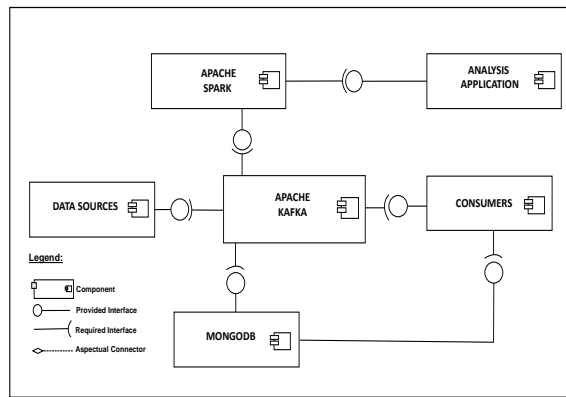 APACHE
SPARK
ANALYSIS
APPLICATION
DATA SOURCES
APACHE
KAFKA
CONSUMERS
Legend:
Component
Provided Interface
Required Interface
Aspectual Connector
MONGODB